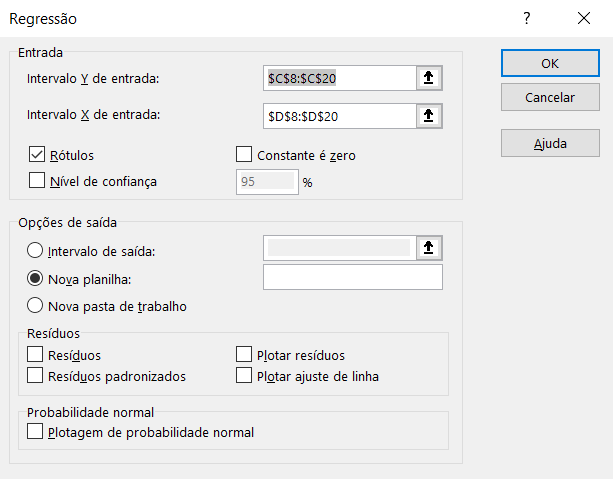 Regressão ?
Entrada
Intervalo Y de entrada: $C$8:$C$20
Intervalo X de entrada: $D$8:$D$20
Rótulos Constante é zero
Nível de confiança 95 %
OK
Cancelar
Ajuda
Opções de saída
Intervalo de saída:
Nova planilha:
Nova pasta de trabalho
Resíduos
Resíduos Plotar resíduos
Resíduos padronizados Plotar ajuste de linha
Probabilidade normal
Plotagem de probabilidade normal